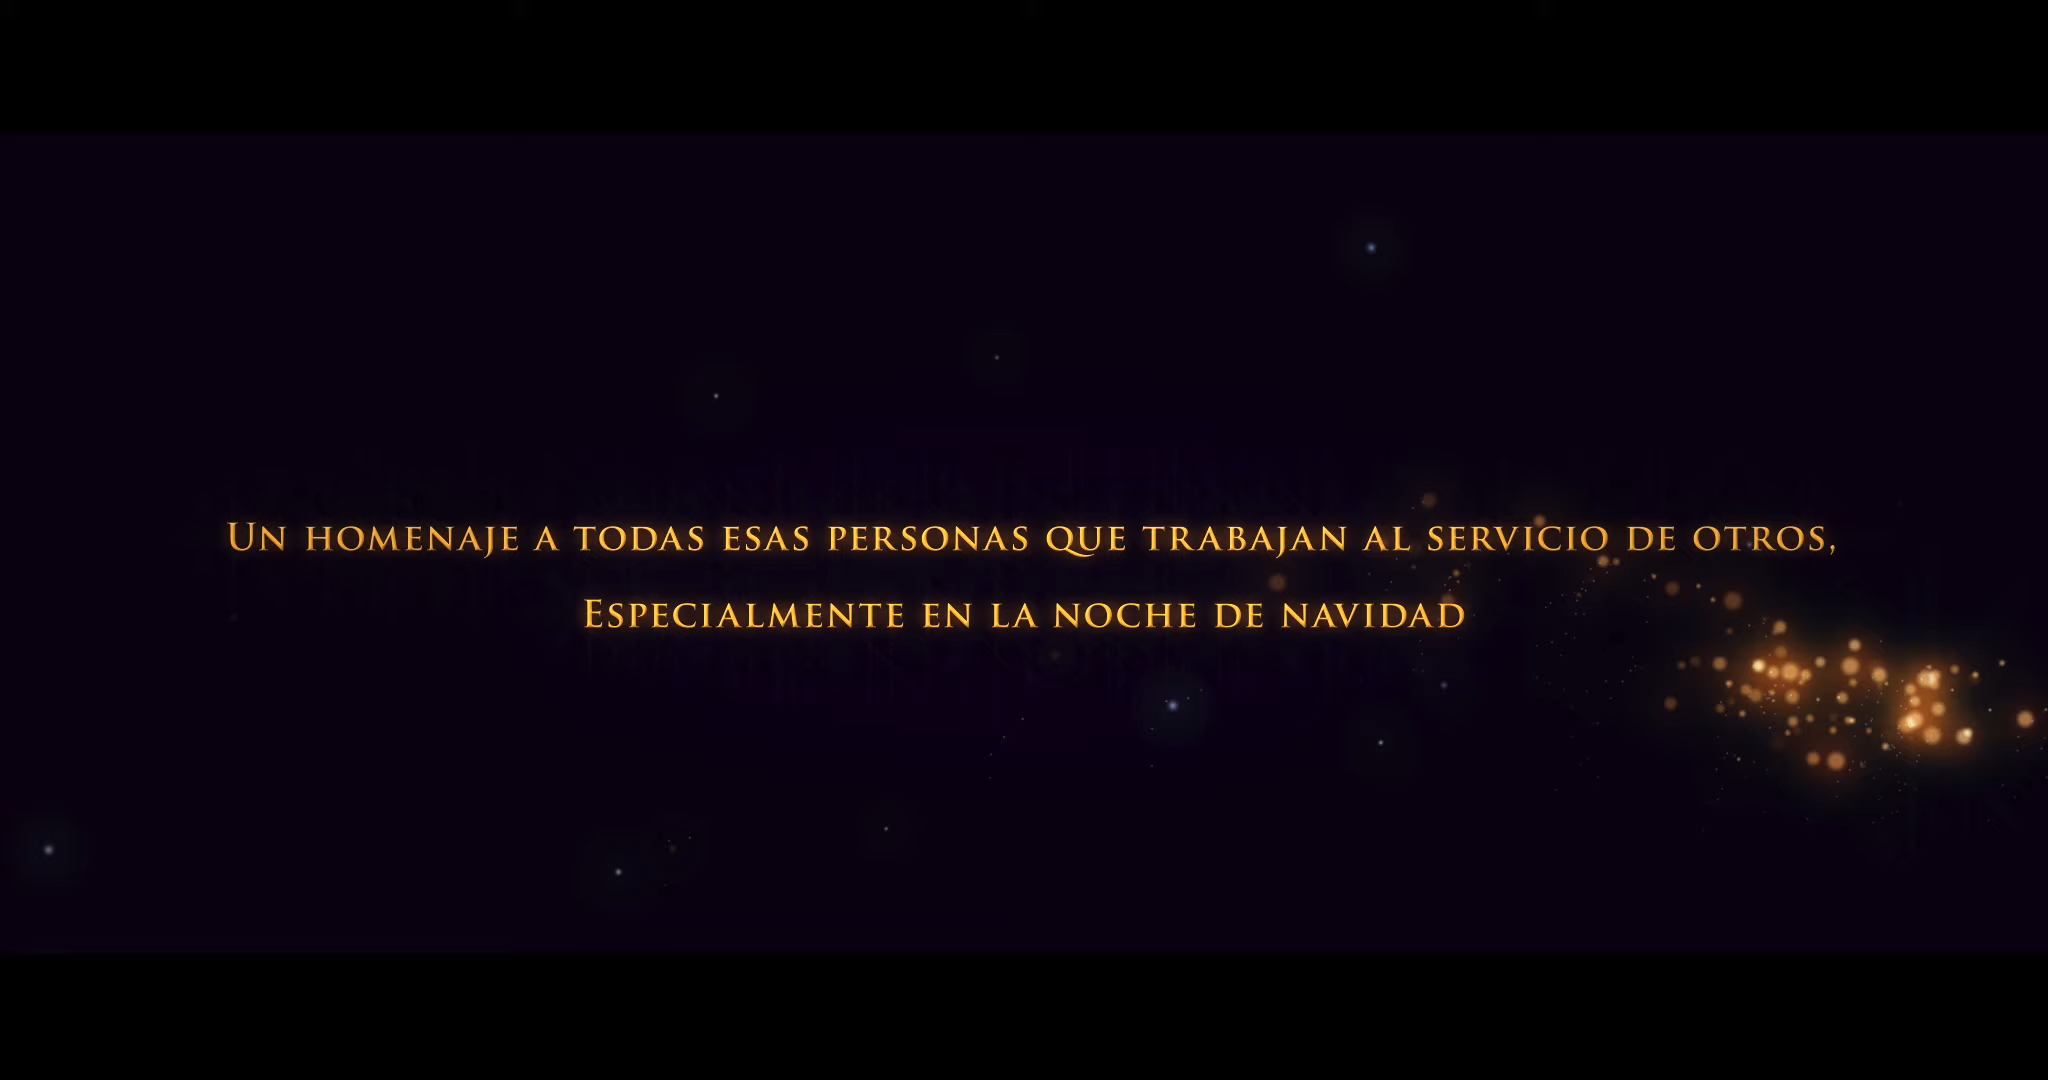 Un homenaje a todas esas personas que trabajan al servicio de otros,
Especialmente en la noche de navidad